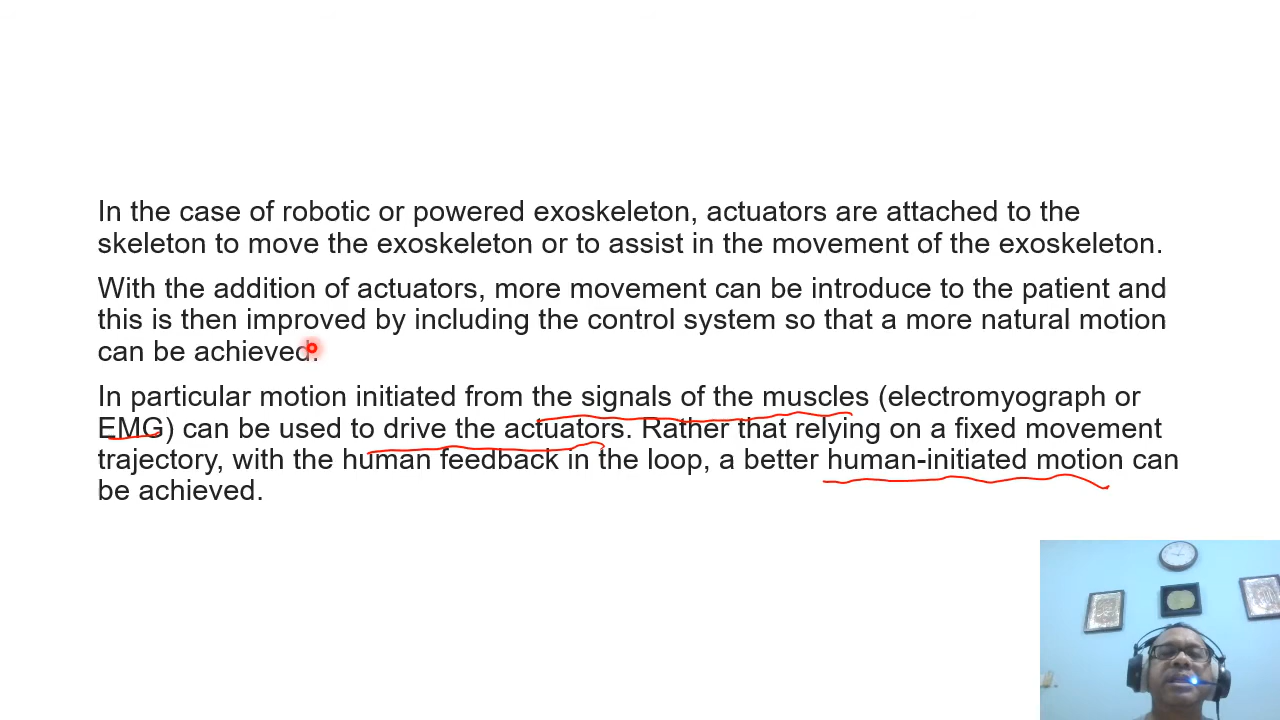 In the case of robotic or powered exoskeleton, actuators are attached to the
skeleton to move the exoskeleton or to assist in the movement of the exoskeleton.
With the addition of actuators, more movement can be introduce to the patient and
this is then improved by including the control system so that a more natural motion
can be achieved.
In particular motion initiated from the signals of the muscles (electromyograph or
EMG) can be used to drive the actuators. Rather that relying on a fixed movement
trajectory, with the human feedback in the loop, a better human-initiated motion can
be achieved.